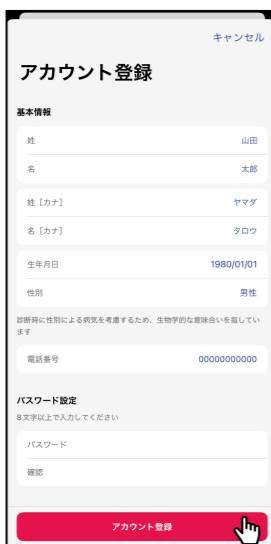 キャンセル
アカウント登録
基本情報
姓 山田
名 太郎
姓［カナ］ ヤマダ
名［カナ］ タロウ
生年月日 1980/01/01
性別 男性
診断時に性別による病気を考慮するため、生物学的な意味合いを指してい
ます
電話番号 00000000000
パスワード設定
8文字以上で入力してください
パスワード
確認
アカウント登録